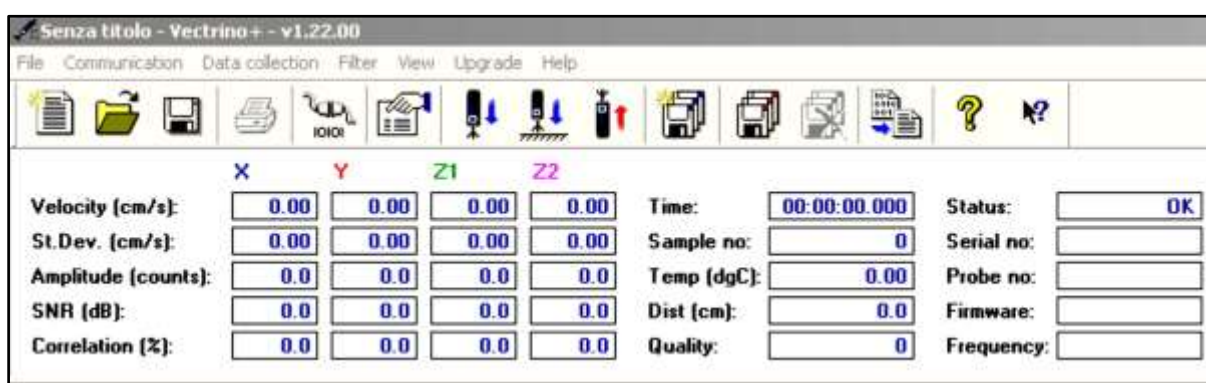 Senza titolo - Vectrino+ - v1.22.00
File Communication Data collection Filter View Upgrade Help
IOIOI
X Y Z1 Z2
Velocity (cm/s): 0.00 0.00 0.00 0.00 Time: 00:00:00.000 Status: OK
St.Dev. (cm/s): 0.00 0.00 0.00 0.00 Sample no: 0 Serial no:
Amplitude (counts): 0.0 0.0 0.0 0.0 Temp (dgC): 0.00 Probe no:
SNR (dB): 0.0 0.0 0.0 0.0 Dist (cm): 0.0 Firmware:
Correlation (%): 0.0 0.0 0.0 0.0 Quality: 0 Frequency: